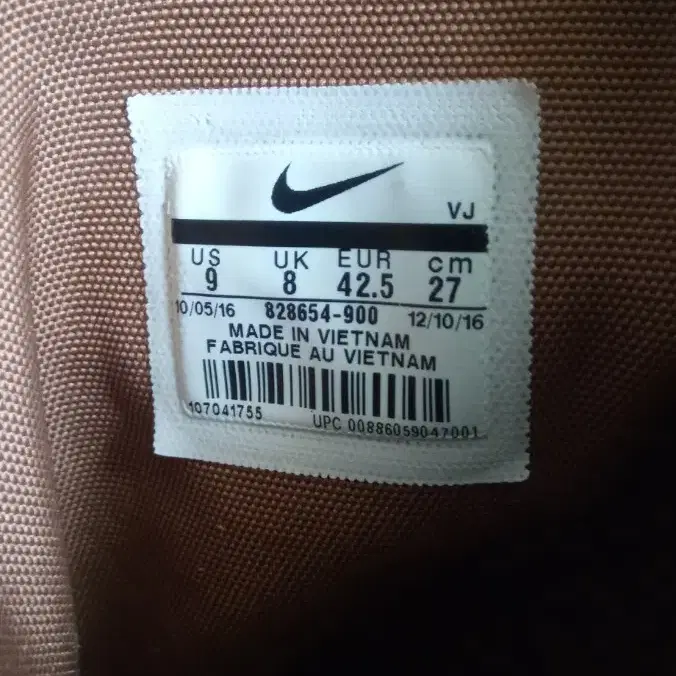 VJ
US UK EUR cm
9 8 42.5 27
10/05/16 828654-900 12/10/16
MADE IN VIETNAM
FABRIQUE AU VIETNAM
107041755 UPC 00886059047001